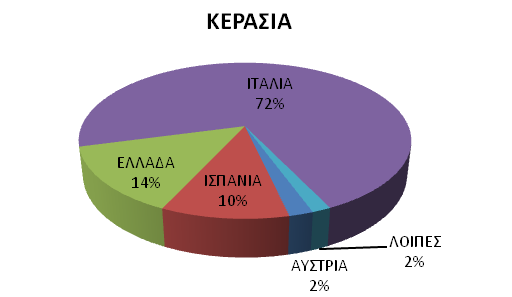 ΚΕΡΑΣΙΑ
ΙΤΑΛΙΑ
72%
ΕΛΛΑΔΑ
14%
ΙΣΠΑΝΙΑ
10%
ΑΥΣΤΡΙΑ
2%
ΛΟΙΠΕΣ
2%